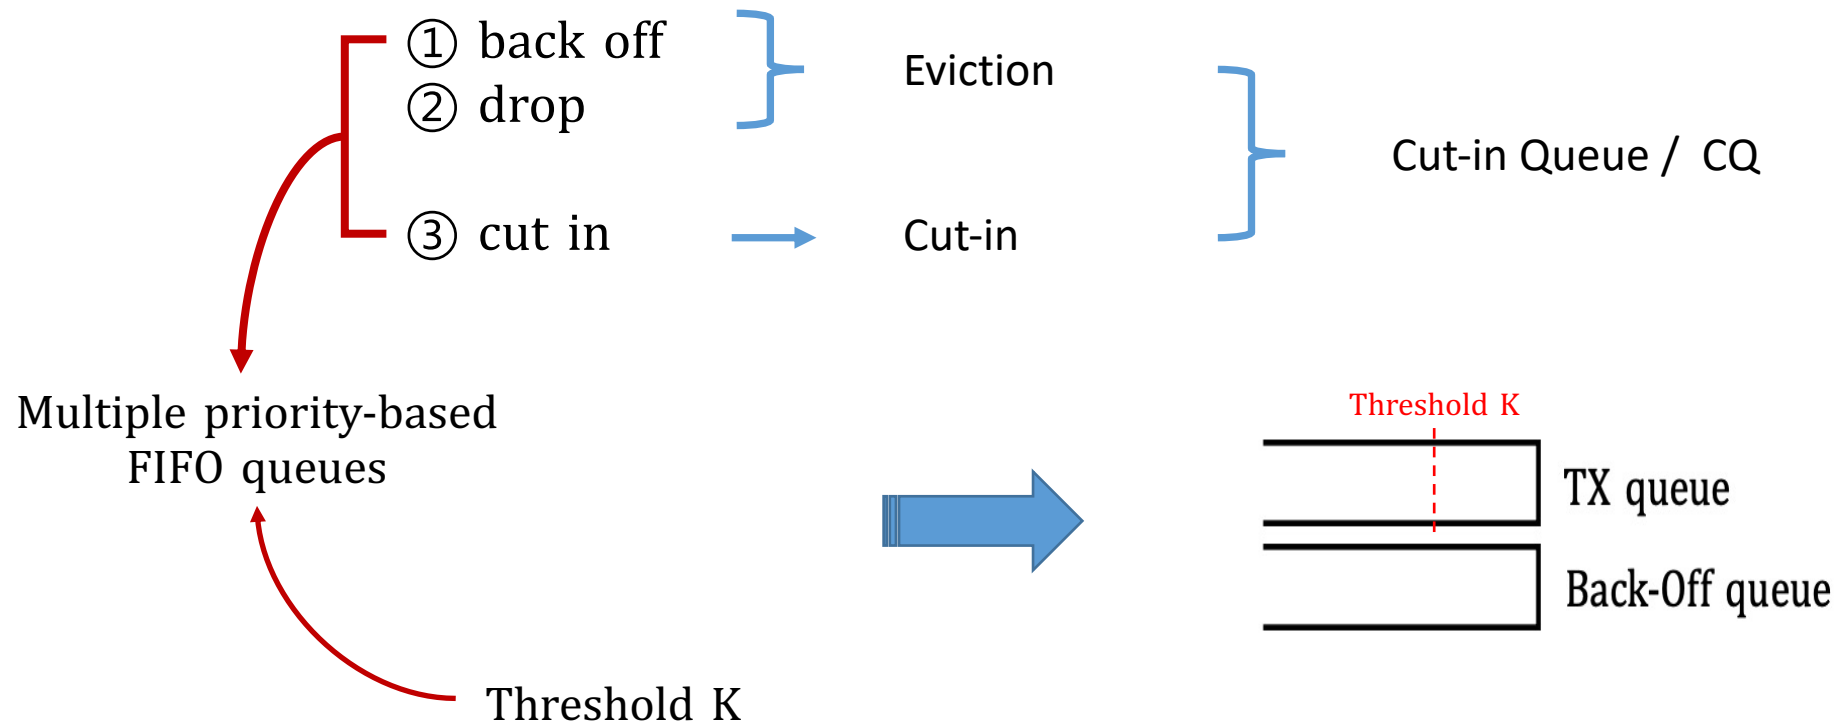 ① back off
② drop
Eviction
Cut-in Queue / CQ
③ cut in
Cut-in
Multiple priority-based
FIFO queues
Threshold K
TX queue
Back-Off queue
Threshold K